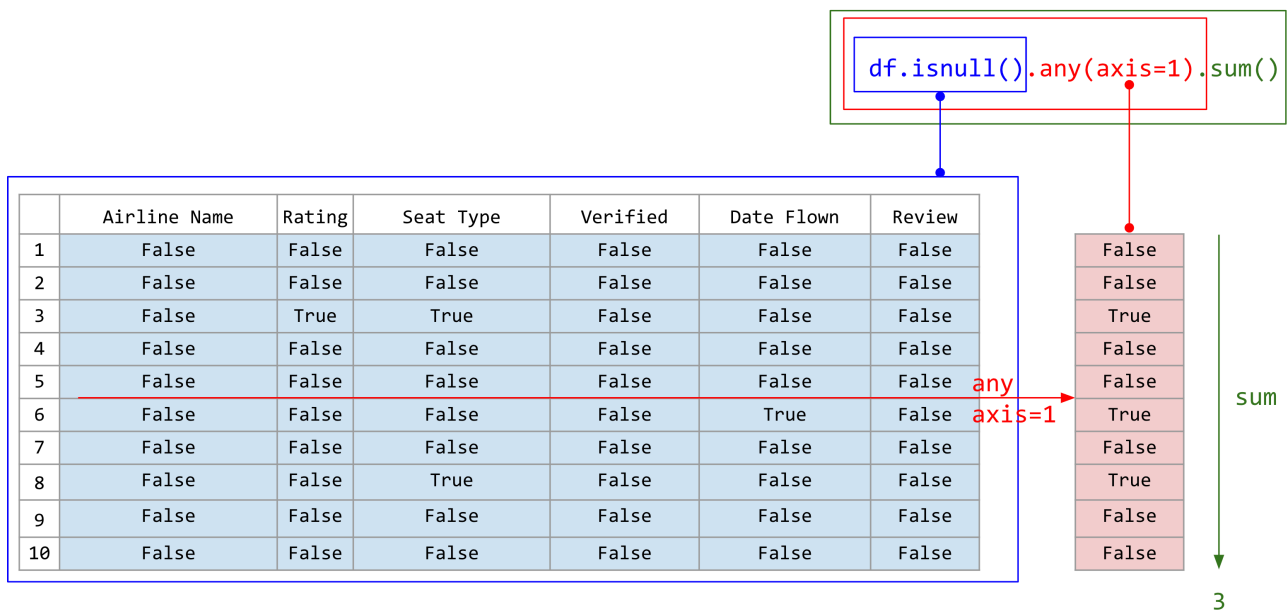 df.isnull().any(axis=1).sum()
Airline Name Rating Seat Type Verified Date Flown Review
1 False False False False False False False
2 False False False False False False False
3 False True True False False False True
4 False False False False False False False
5 False False False False False False False
any
axis=1
sum
6 False False False False True False True
7 False False False False False False False
8 False False True False False False True
9 False False False False False False False
10 False False False False False False False
3